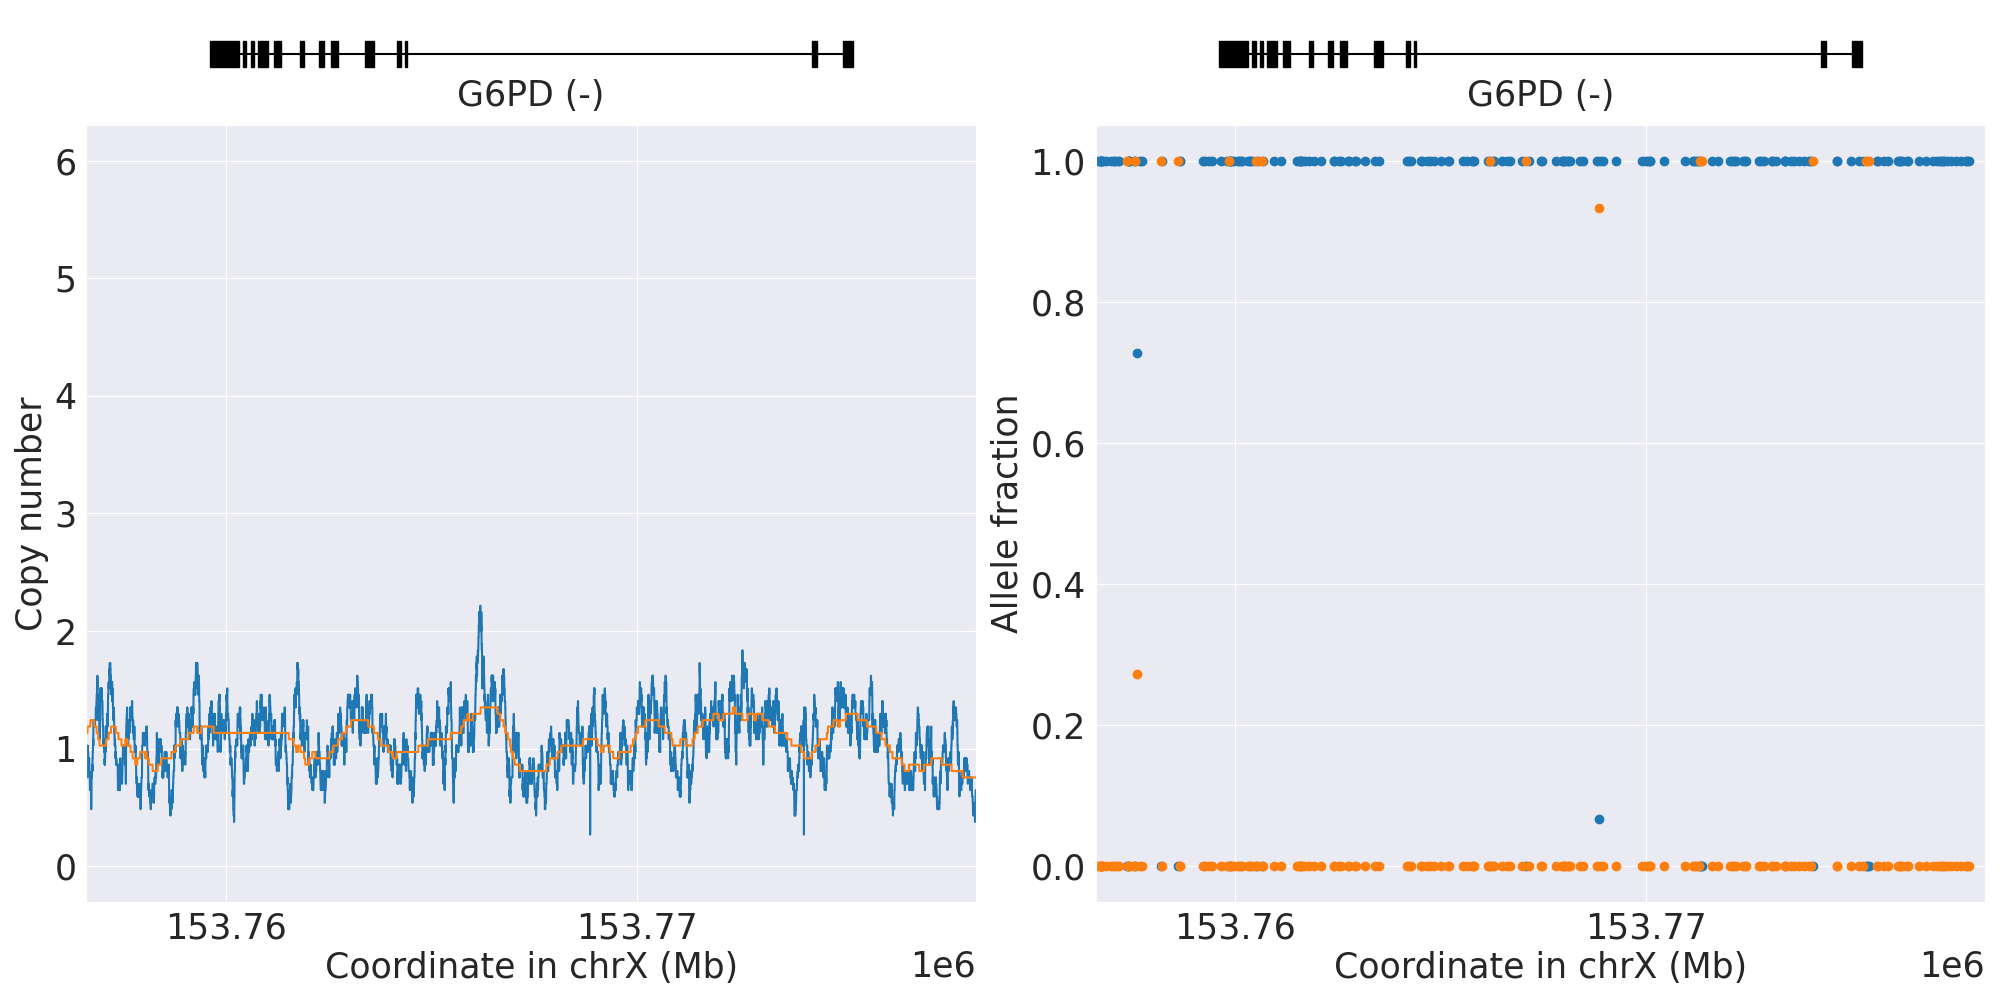 G6PD (-)
6
5
4
3
2
1
0
Copy number
153.76
153.77
Coordinate in chrX (Mb)
1e6
G6PD (-)
1.0
0.8
0.6
0.4
0.2
0.0
Allele fraction
153.76
153.77
Coordinate in chrX (Mb)
1e6